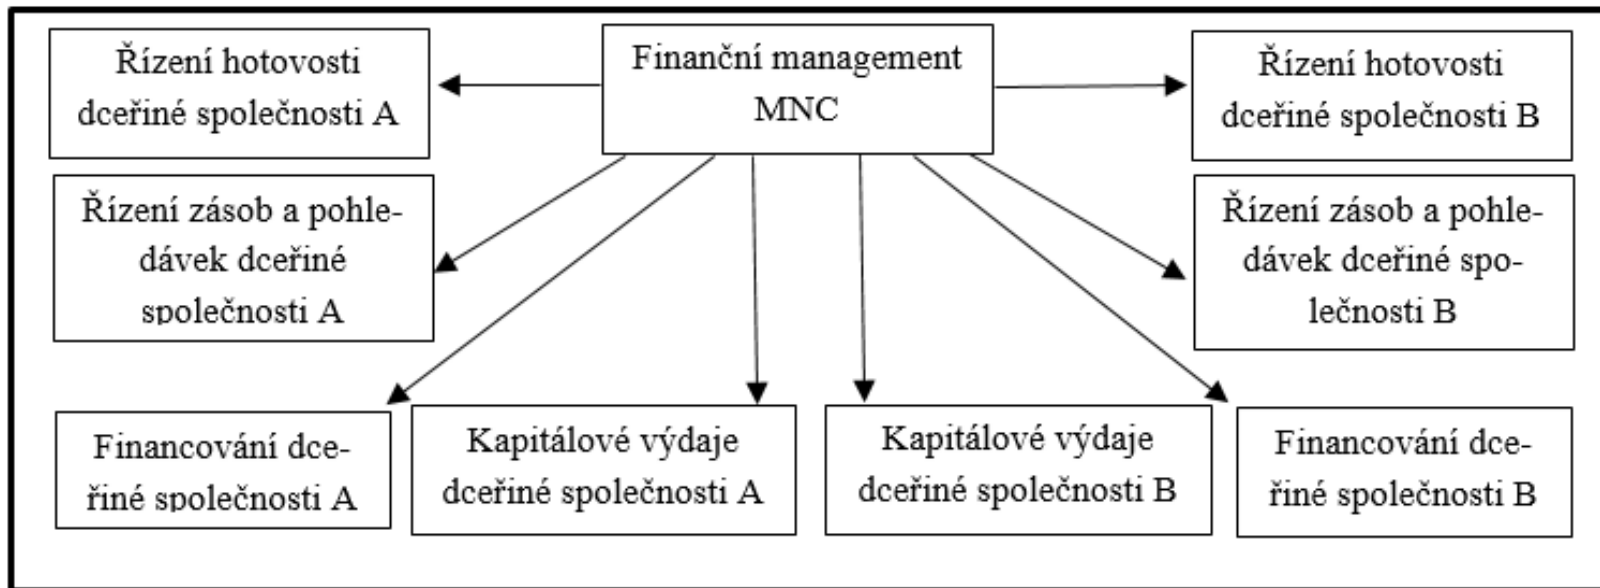 Řízení hotovosti
dceřiné společnosti A
Finanční management
MNC
Řízení hotovosti
dceřiné společnosti B
Řízení zásob a pohle-
dávek dceřiné
společnosti A
Řízení zásob a pohle-
dávek dceřiné spo-
lečnosti B
Financování dce-
řiné společnosti A
Kapitálové výdaje
dceřiné společnosti A
Kapitálové výdaje
dceřiné společnosti B
Financování dce-
řiné společnosti B